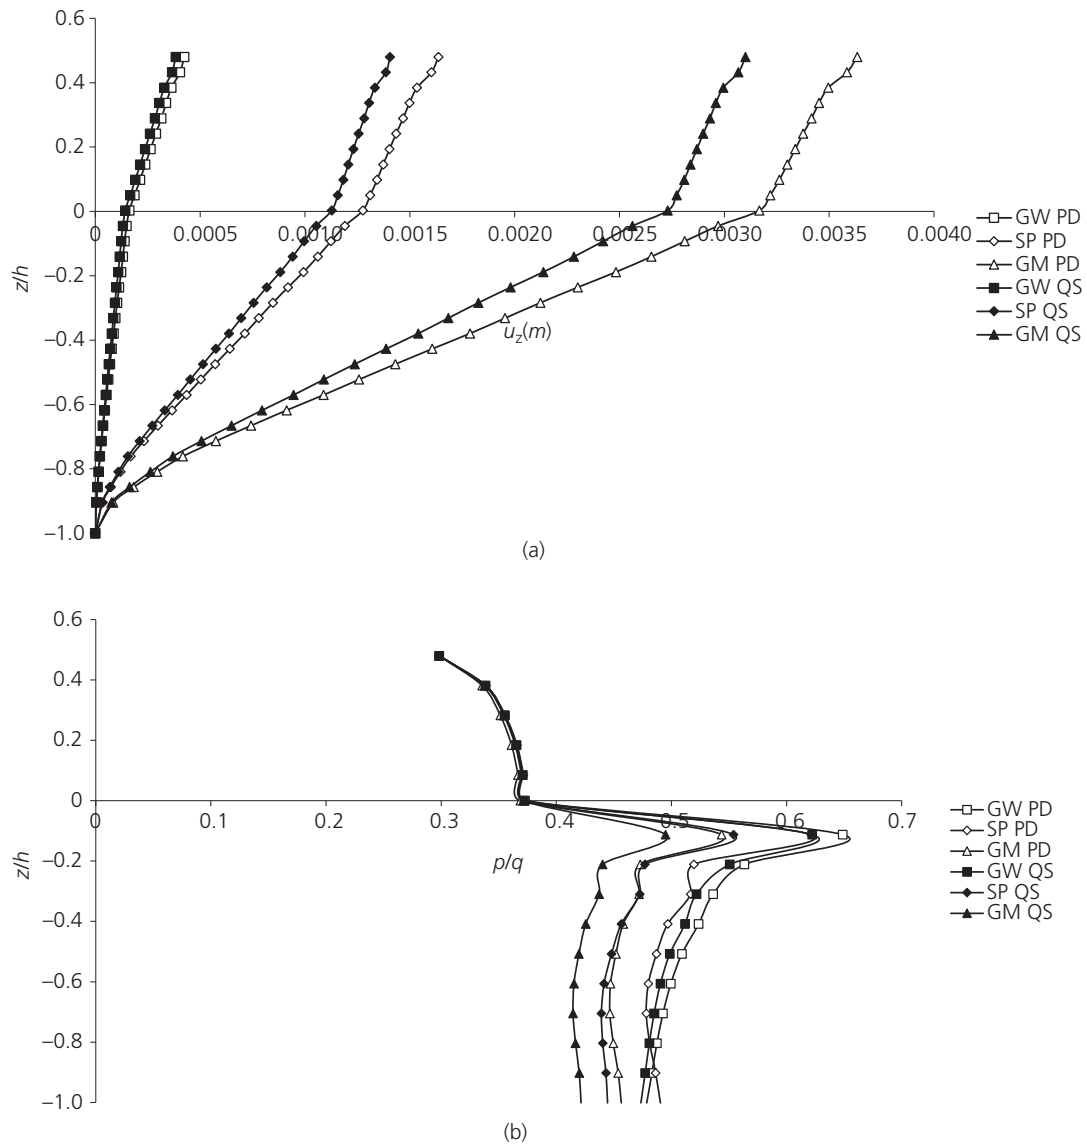 0.6
0.4
0.2
0
–0.2
–0.4
–0.6
–0.8
–1.0
z/h
0 0.0005 0.0010 0.0015 0.0020 0.0025 0.0030 0.0035 0.0040
u_z(m)
GW PD
SP PD
GM PD
GW QS
SP QS
GM QS
(a)
0.6
0.4
0.2
0
–0.2
–0.4
–0.6
–0.8
–1.0
z/h
0 0.1 0.2 0.3 0.4 0.5 0.6 0.7
p/q
GW PD
SP PD
GM PD
GW QS
SP QS
GM QS
(b)